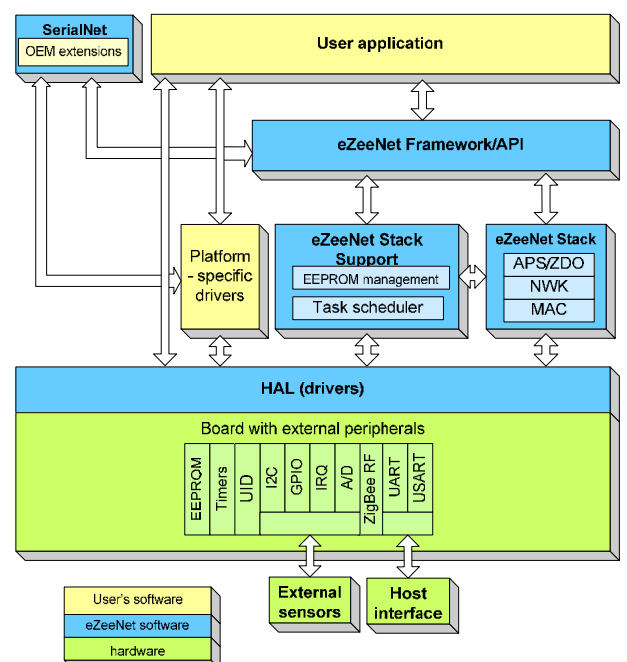 SerialNet
OEM extensions
User application
eZeeNet Framework/API
Platform
- specific
drivers
eZeeNet Stack
Support
EEPROM management
Task scheduler
eZeeNet Stack
APS/ZDO
NWK
MAC
HAL (drivers)
Board with external peripherals
EEPROM
Timers
UID
I2C
GPIO
IRQ
A/D
ZigBee RF
UART
USART
External
sensors
Host
interface
User's software
eZeeNet software
hardware